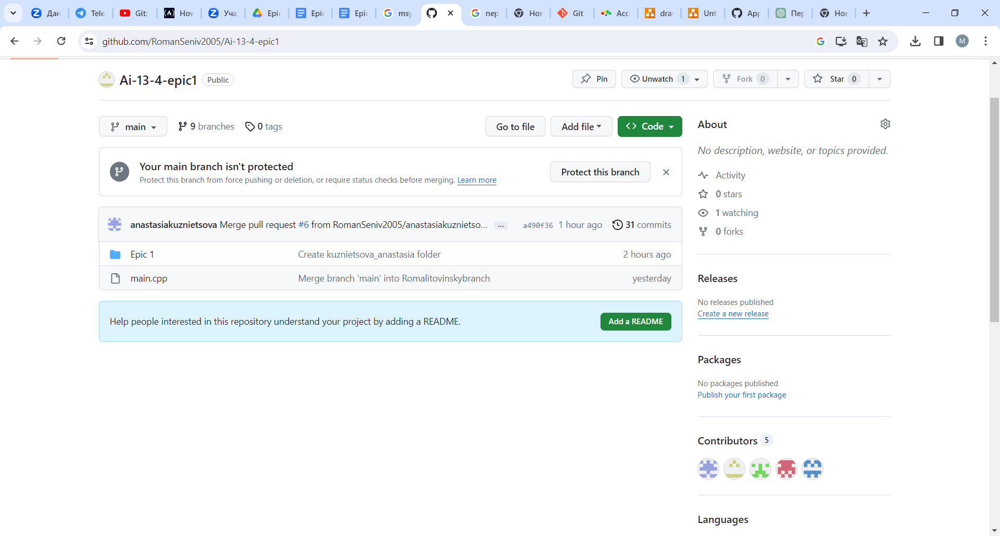 Дан
Tele
Git:
How
Уча
Epic
Epic
Epic
msy
пер
Нов
Git
Acc
drav
Unt
App
Пер
Нов
github.com/RomanSeniv2005/Ai-13-4-epic1
M
Ai-13-4-epic1 Public
Pin
Unwatch 1
Fork 0
Star 0
main
9 branches
0 tags
Go to file
Add file
Code
Your main branch isn't protected
Protect this branch from force pushing or deletion, or require status checks before merging. Learn more
Protect this branch
anastasiakuznietsova Merge pull request #6 from RomanSeniv2005/anastasiakuznietso... ... a490f36 1 hour ago 31 commits
Epic 1 Create kuznietsova_anastasia folder 2 hours ago
main.cpp Merge branch 'main' into Romalitovinskybranch yesterday
Help people interested in this repository understand your project by adding a README.
Add a README
About
No description, website, or topics provided.
Activity
0 stars
1 watching
0 forks
Releases
No releases published
Create a new release
Packages
No packages published
Publish your first package
Contributors 5
Languages